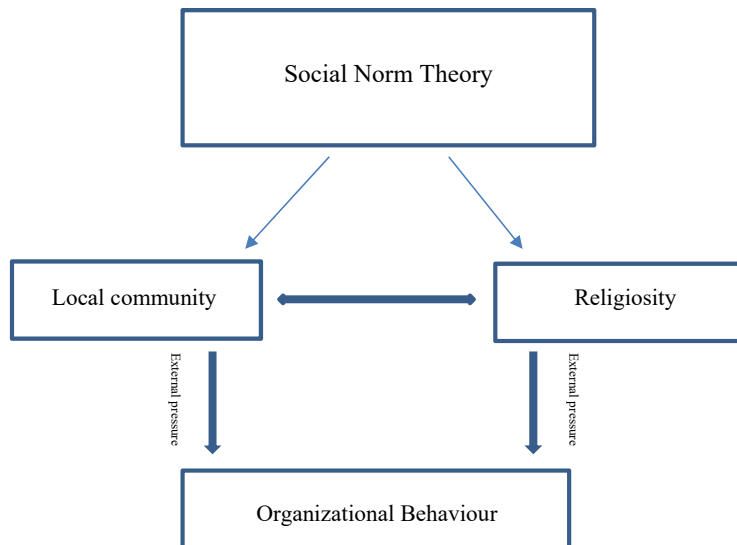 Social Norm Theory
Local community
Religiosity
External pressure
External pressure
Organizational Behaviour